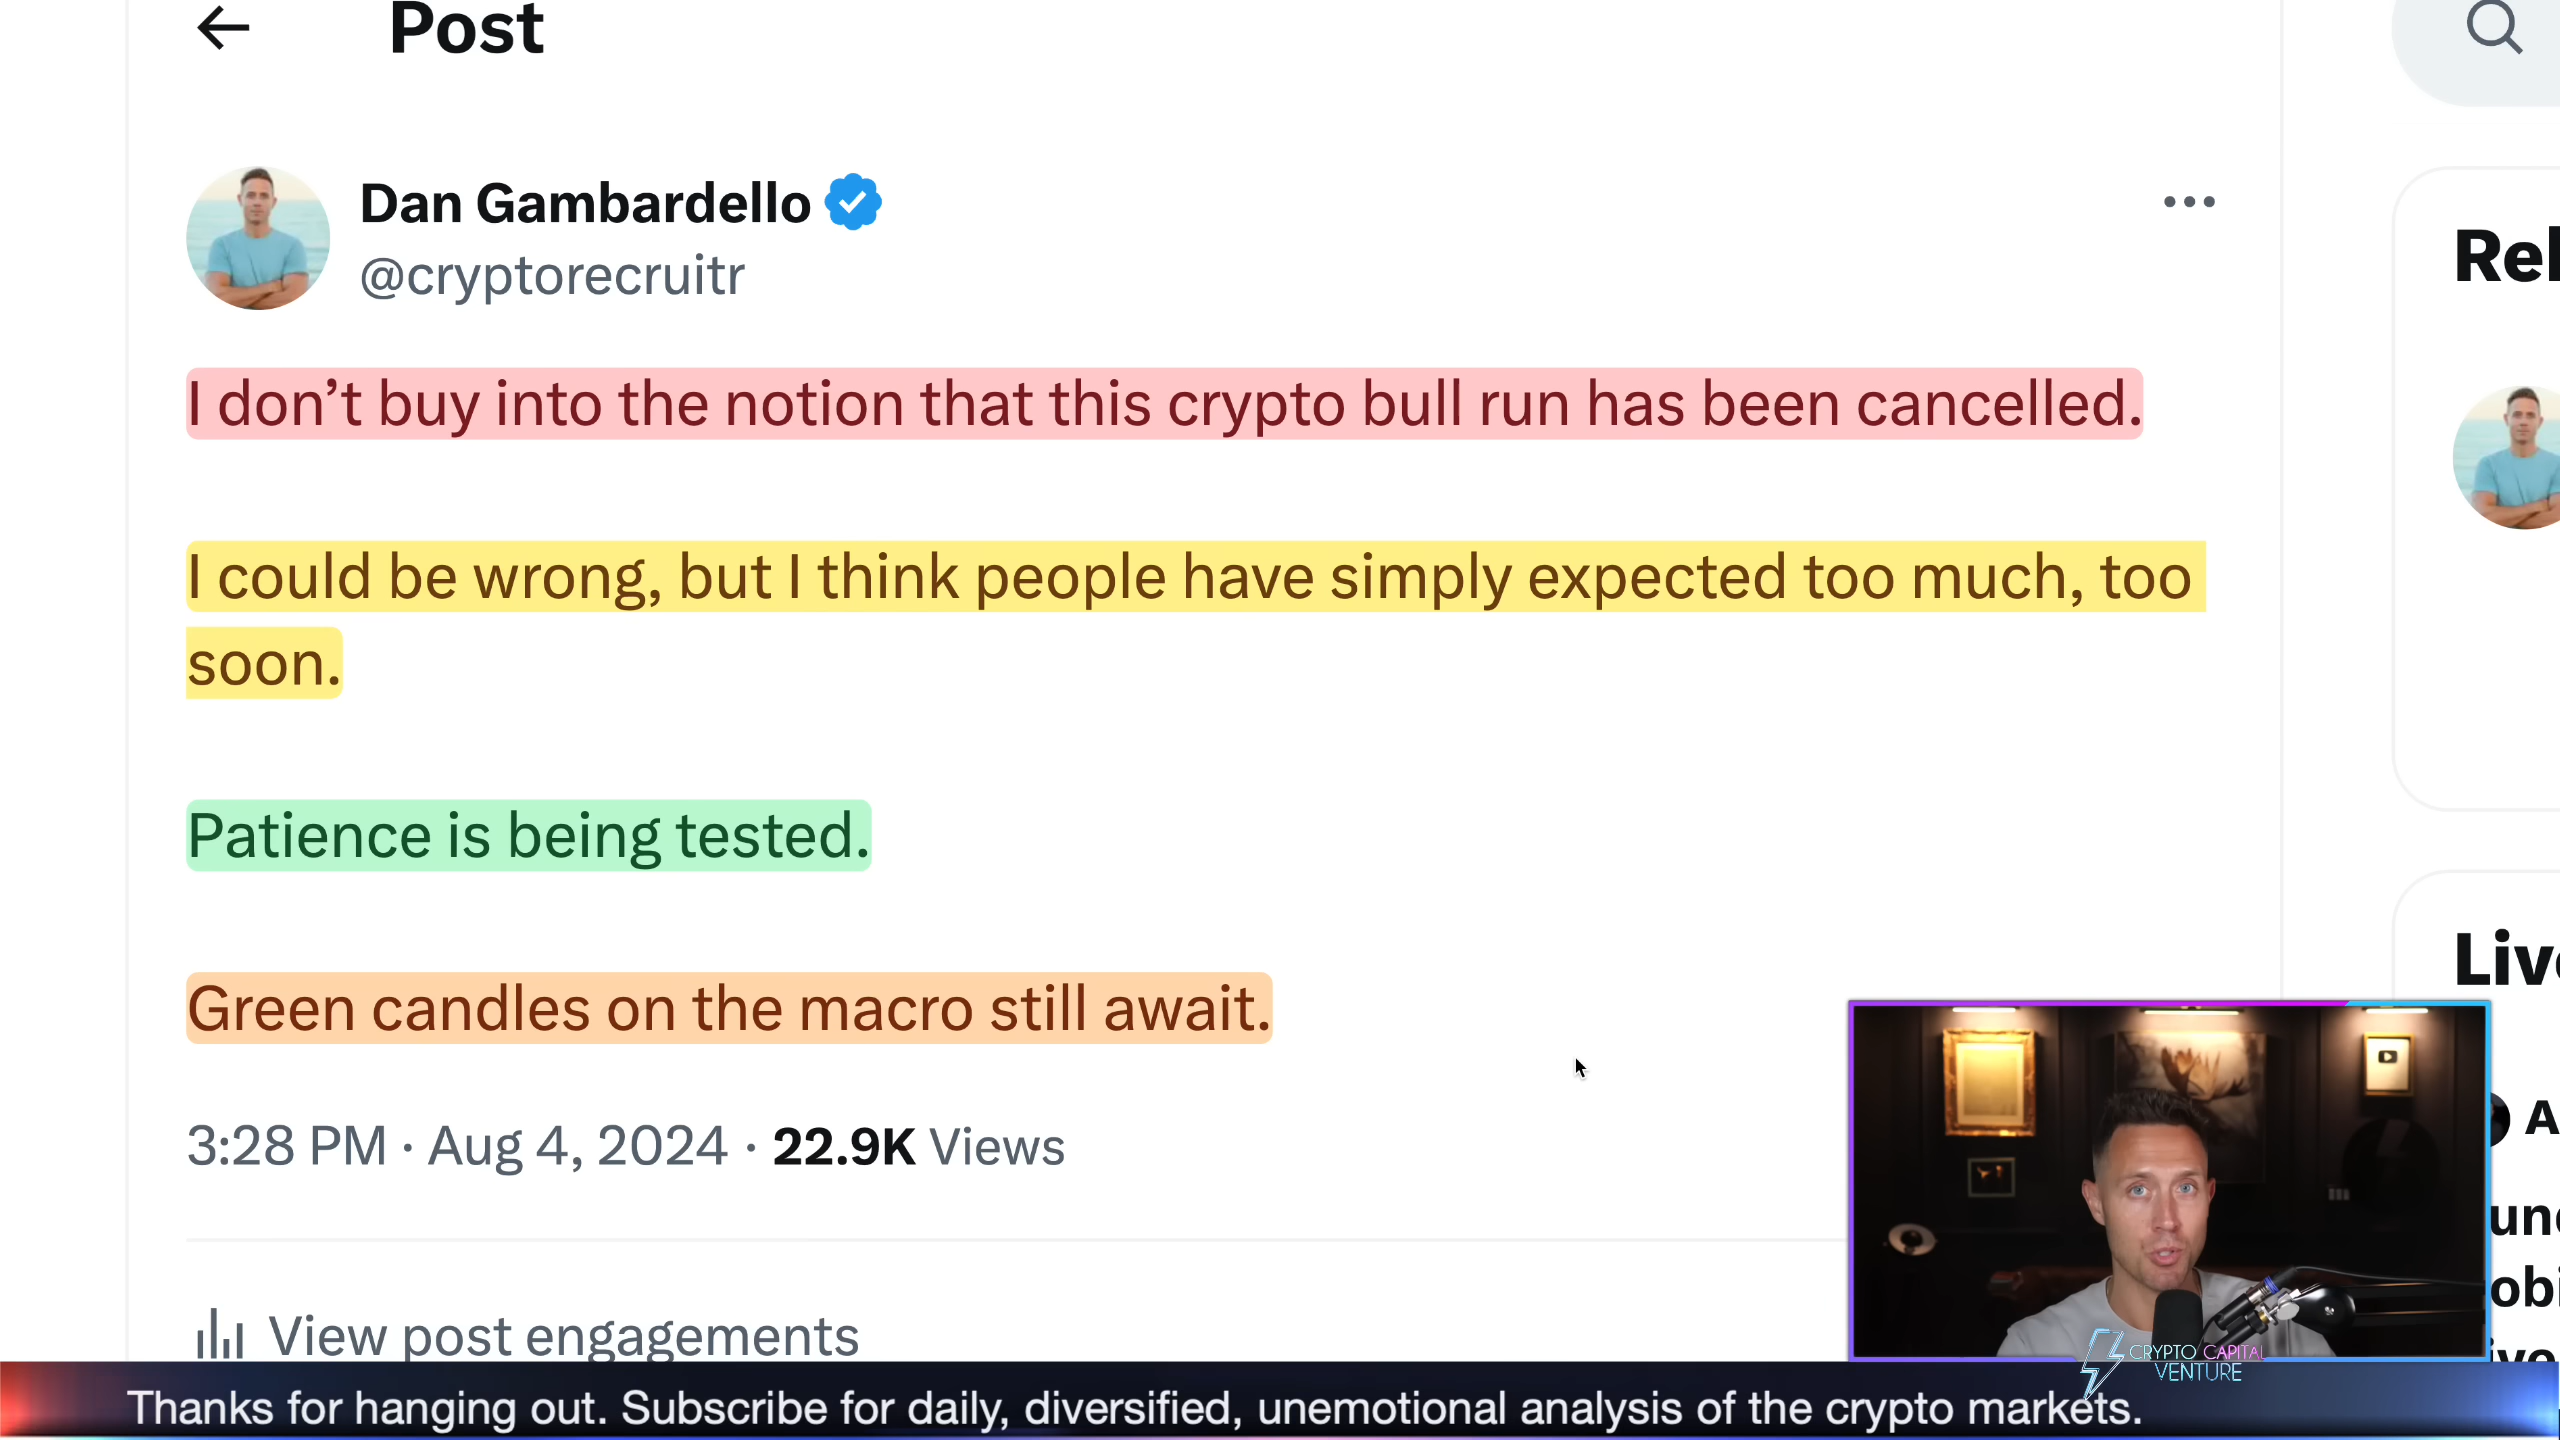 Post
Dan Gambardello
@cryptorecruitr
I don’t buy into the notion that this crypto bull run has been cancelled.
I could be wrong, but I think people have simply expected too much, too
soon.
Patience is being tested.
Green candles on the macro still await.
3:28 PM · Aug 4, 2024 · 22.9K Views
View post engagements
CRYPTO CAPITAL
VENTURE
Thanks for hanging out. Subscribe for daily, diversified, unemotional analysis of the crypto markets.